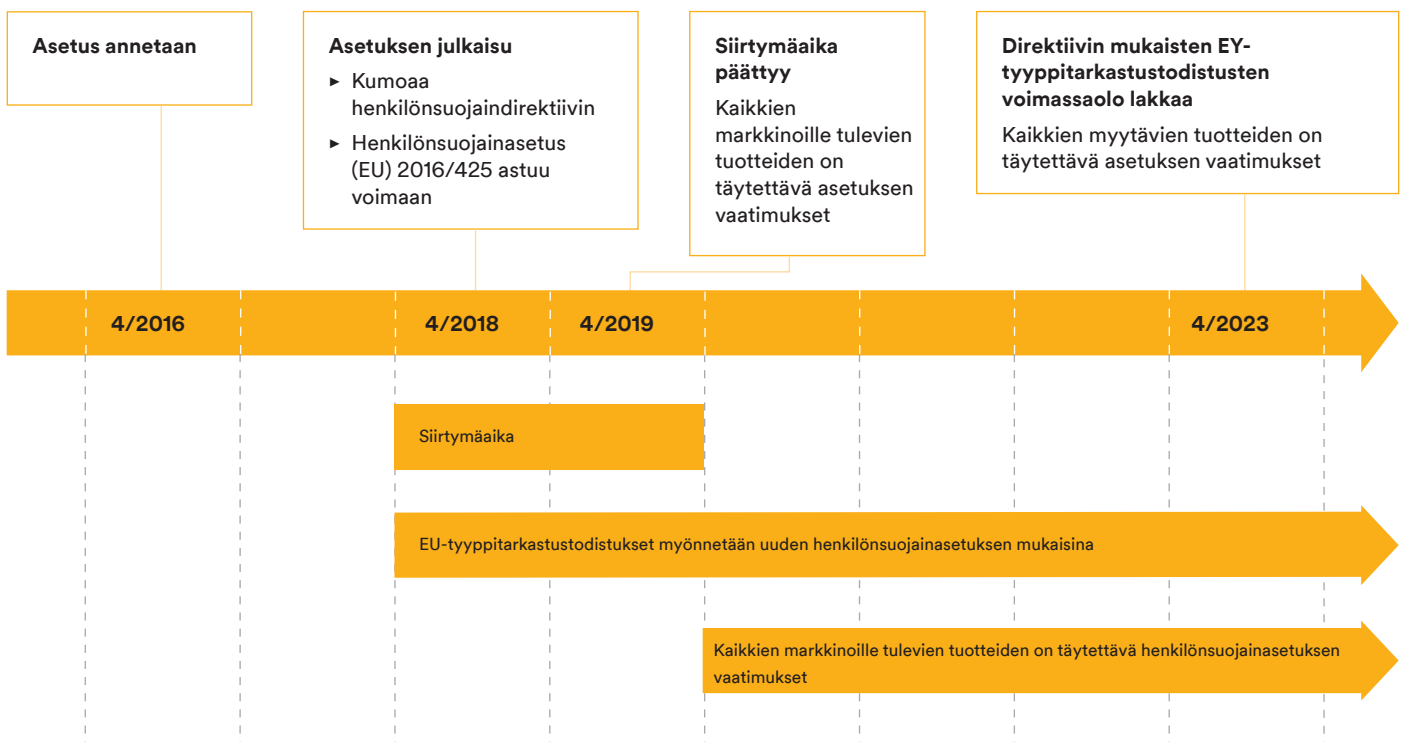 Asetus annetaan
Asetuksen julkaisu
► Kumoaa
henkilönsuojaindirektiivin
► Henkilönsuojainasetus
(EU) 2016/425 astuu
voimaan
Siirtymäaika
päättyy
Kaikkien
markkinoille tulevien
tuotteiden on
täytettävä asetuksen
vaatimukset
Direktiivin mukaisten EY-
tyyppitarkastustodistusten
voimassaolo lakkaa
Kaikkien myytävien tuotteiden on
täytettävä asetuksen vaatimukset
4/2016
4/2018
4/2019
4/2023
Siirtymäaika
EU-tyyppitarkastustodistukset myönnetään uuden henkilönsuojainasetuksen mukaisina
Kaikkien markkinoille tulevien tuotteiden on täytettävä henkilönsuojainasetuksen
vaatimukset